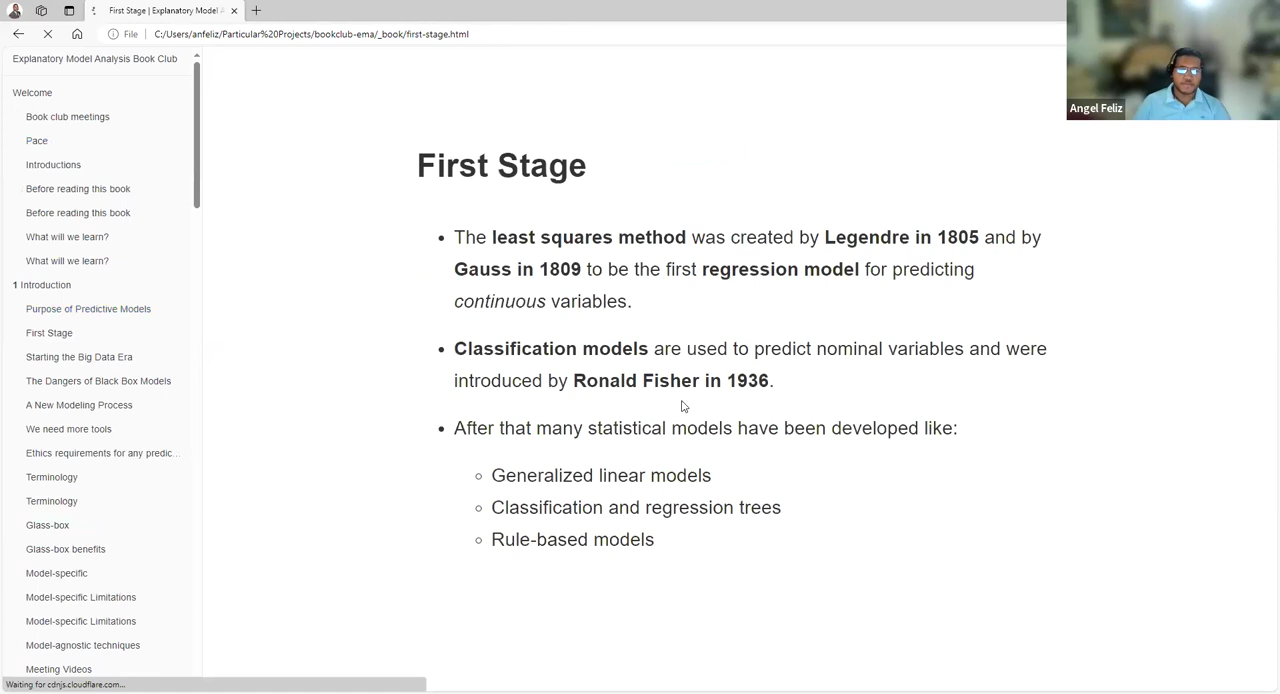 First Stage | Explanatory Model A
File
C:/Users/anfeliz/Particular%20Projects/bookclub-ema/_book/first-stage.html
Explanatory Model Analysis Book Club
Welcome
Book club meetings
Pace
Introductions
Before reading this book
Before reading this book
What will we learn?
What will we learn?
1 Introduction
Purpose of Predictive Models
First Stage
Starting the Big Data Era
The Dangers of Black Box Models
A New Modeling Process
We need more tools
Ethics requirements for any predic...
Terminology
Terminology
Glass-box
Glass-box benefits
Model-specific
Model-specific Limitations
Model-specific Limitations
Model-agnostic techniques
Meeting Videos
Waiting for cdnjs.cloudflare.com...
First Stage
• The least squares method was created by Legendre in 1805 and by
Gauss in 1809 to be the first regression model for predicting
continuous variables.
• Classification models are used to predict nominal variables and were
introduced by Ronald Fisher in 1936.
• After that many statistical models have been developed like:
◦ Generalized linear models
◦ Classification and regression trees
◦ Rule-based models
Angel Feliz